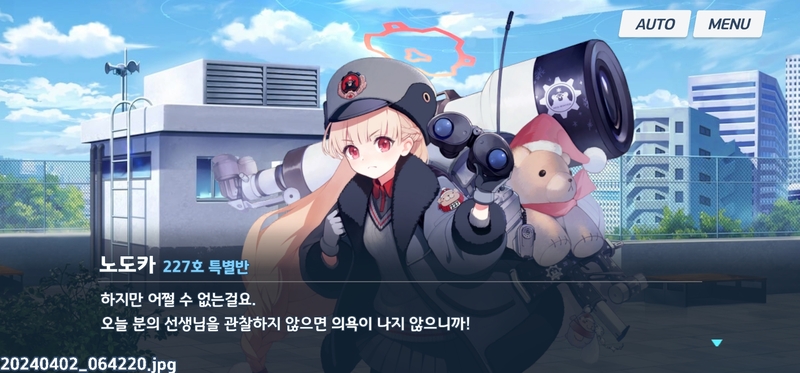 AUTO
MENU
노도카 227호 특별반
하지만 어쩔 수 없는걸요.
오늘 분의 선생님을 관찰하지 않으면 의욕이 나지 않으니까!
20240402_064220.jpg